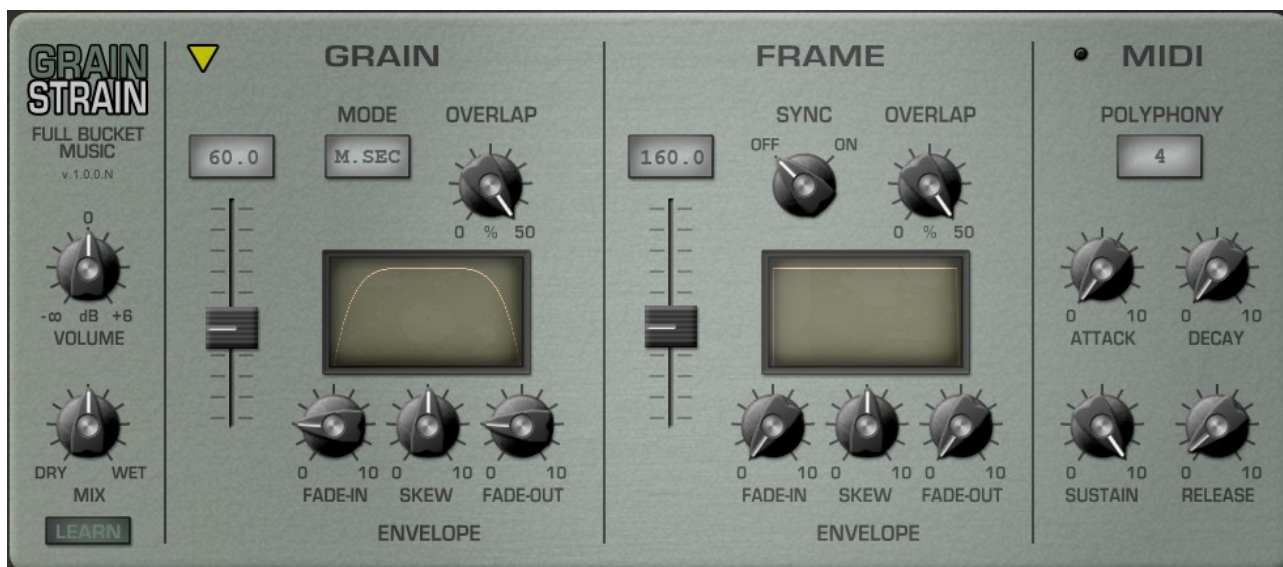 GRAIN
STRAIN
FULL BUCKET
MUSIC
v.1.0.0.N
0
-∞ dB +6
VOLUME
DRY WET
MIX
LEARN
GRAIN
60.0
MODE
M.SEC
OVERLAP
0 % 50
0 10
FADE-IN
0 10
SKEW
0 10
FADE-OUT
ENVELOPE
FRAME
160.0
SYNC
OFF ON
OVERLAP
0 % 50
0 10
FADE-IN
0 10
SKEW
0 10
FADE-OUT
ENVELOPE
MIDI
POLYPHONY
4
0 10
ATTACK
0 10
DECAY
0 10
SUSTAIN
0 10
RELEASE